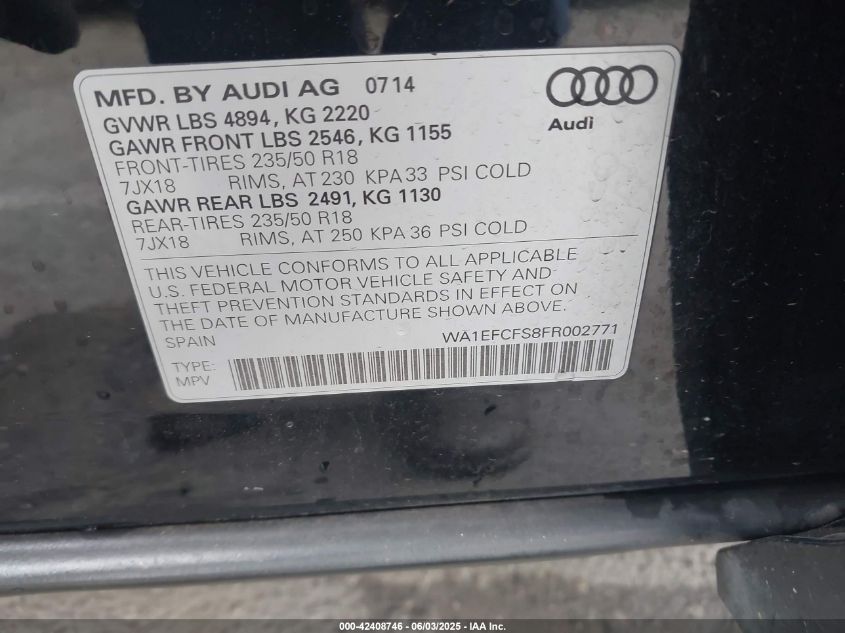 MFD. BY AUDI AG 0714
GVWR LBS 4894, KG 2220
GAWR FRONT LBS 2546, KG 1155
FRONT-TIRES 235/50 R18
7JX18 RIMS, AT 230 KPA 33 PSI COLD
GAWR REAR LBS 2491, KG 1130
REAR-TIRES 235/50 R18
7JX18 RIMS, AT 250 KPA 36 PSI COLD
Audi
THIS VEHICLE CONFORMS TO ALL APPLICABLE
U.S. FEDERAL MOTOR VEHICLE SAFETY AND
THEFT PREVENTION STANDARDS IN EFFECT ON
THE DATE OF MANUFACTURE SHOWN ABOVE.
SPAIN WA1EFCFS8FR002771
TYPE:
MPV
000-42408746 - 06/03/2025 - IAA Inc.